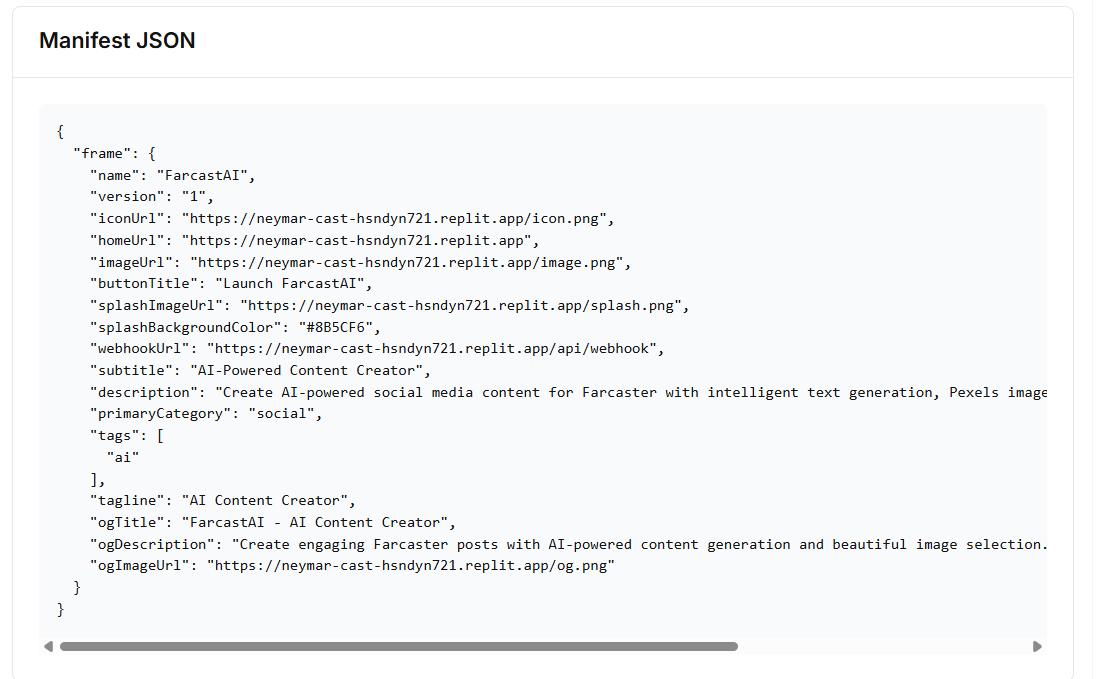 Manifest JSON
{
  "frame": {
    "name": "FarcastAI",
    "version": "1",
    "iconUrl": "https://neymar-cast-hsndyn721.replit.app/icon.png",
    "homeUrl": "https://neymar-cast-hsndyn721.replit.app",
    "imageUrl": "https://neymar-cast-hsndyn721.replit.app/image.png",
    "buttonTitle": "Launch FarcastAI",
    "splashImageUrl": "https://neymar-cast-hsndyn721.replit.app/splash.png",
    "splashBackgroundColor": "#8B5CF6",
    "webhookUrl": "https://neymar-cast-hsndyn721.replit.app/api/webhook",
    "subtitle": "AI-Powered Content Creator",
    "description": "Create AI-powered social media content for Farcaster with intelligent text generation, Pexels image
    "primaryCategory": "social",
    "tags": [
      "ai"
    ],
    "tagline": "AI Content Creator",
    "ogTitle": "FarcastAI - AI Content Creator",
    "ogDescription": "Create engaging Farcaster posts with AI-powered content generation and beautiful image selection.
    "ogImageUrl": "https://neymar-cast-hsndyn721.replit.app/og.png"
  }
}